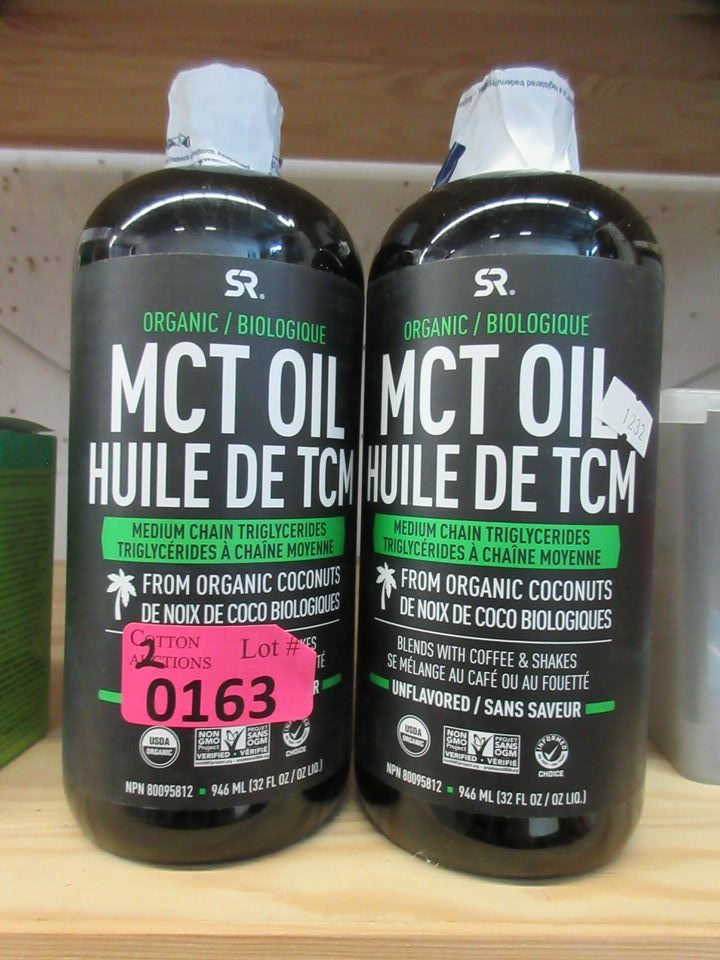 SR®
ORGANIC / BIOLOGIQUE
MCT OIL
HUILE DE TCM
MEDIUM CHAIN TRIGLYCERIDES
TRIGLYCÉRIDES À CHAÎNE MOYENNE
FROM ORGANIC COCONUTS
DE NOIX DE COCO BIOLOGIQUES
COTTON
AUCTIONS
Lot #
2
0163
USDA
ORGANIC
NON
GMO
Project
VERIFIED
PROJET
SANS
OGM
VÉRIFIÉ
CHOICE
NPN 80095812 ▪ 946 ML (32 FL OZ / OZ LIQ.)
a registered tradem
SR®
ORGANIC / BIOLOGIQUE
MCT OIL
1232
HUILE DE TCM
MEDIUM CHAIN TRIGLYCERIDES
TRIGLYCÉRIDES À CHAÎNE MOYENNE
FROM ORGANIC COCONUTS
DE NOIX DE COCO BIOLOGIQUES
BLENDS WITH COFFEE & SHAKES
SE MÉLANGE AU CAFÉ OU AU FOUETTÉ
UNFLAVORED / SANS SAVEUR
USDA
ORGANIC
NON
GMO
Project
VERIFIED
PROJET
SANS
OGM
VÉRIFIÉ
INFORMED
CHOICE
NPN 80095812 ▪ 946 ML (32 FL OZ / OZ LIQ.)